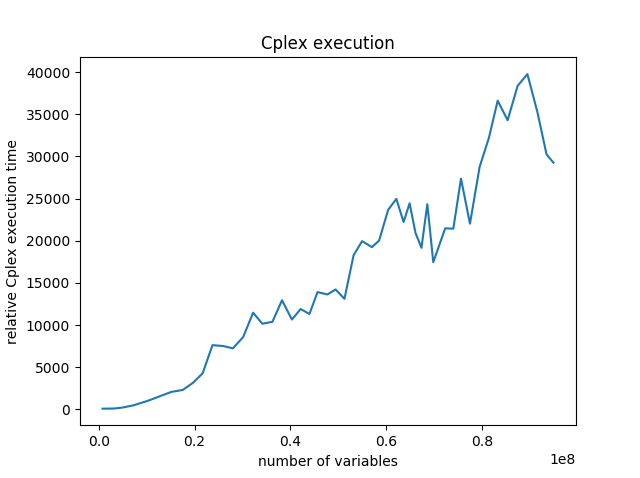 Cplex execution
40000
35000
30000
25000
20000
15000
10000
5000
0
relative Cplex execution time
0.0 0.2 0.4 0.6 0.8
1e8
number of variables